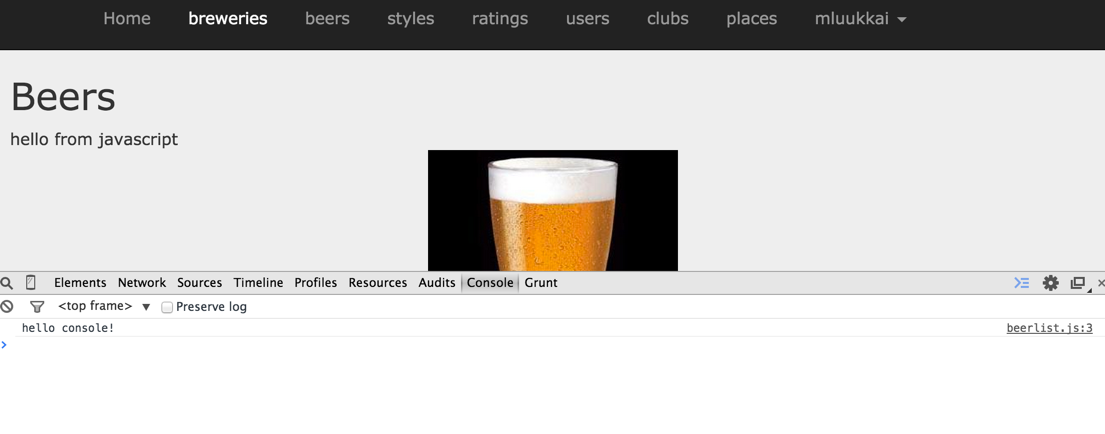 Home breweries beers styles ratings users clubs places mluukkai
Beers
hello from javascript
Elements Network Sources Timeline Profiles Resources Audits Console Grunt
<top frame> Preserve log
hello console! beerlist.js:3